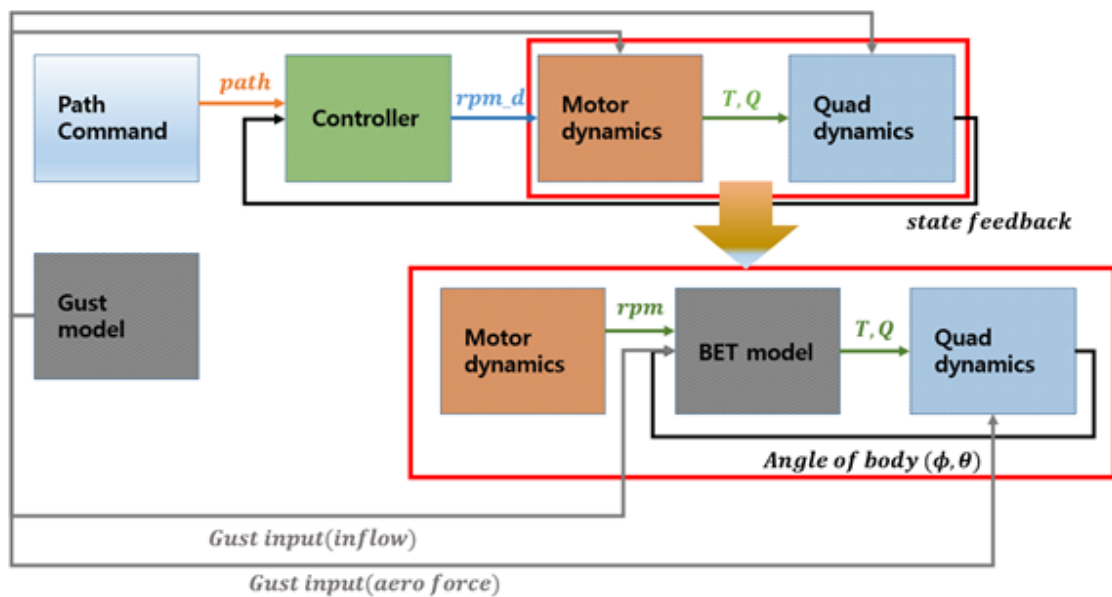 path
rpm_d
T, Q
Path
Command
Controller
Motor
dynamics
Quad
dynamics
state feedback
Gust
model
Motor
dynamics
rpm
BET model
T, Q
Quad
dynamics
Angle of body (ϕ, θ)
Gust input(inflow)
Gust input(aero force)